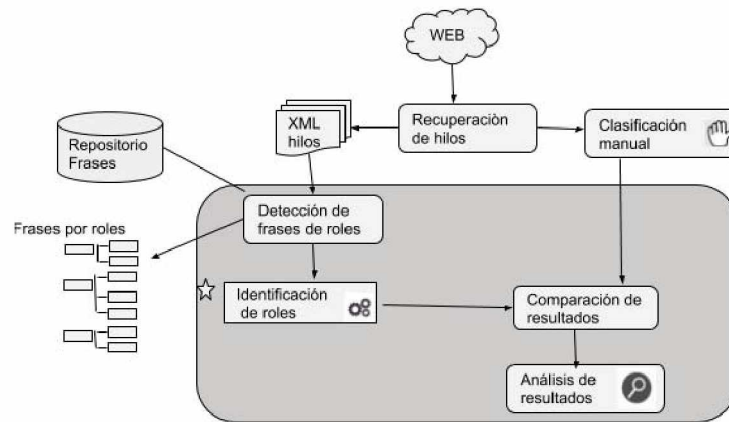 WEB
XML
hilos
Recuperaciòn
de hilos
Clasificación
manual
Repositorio
Frases
Detección de
frases de roles
Frases por roles
Identificación
de roles
Comparación de
resultados
Análisis de
resultados